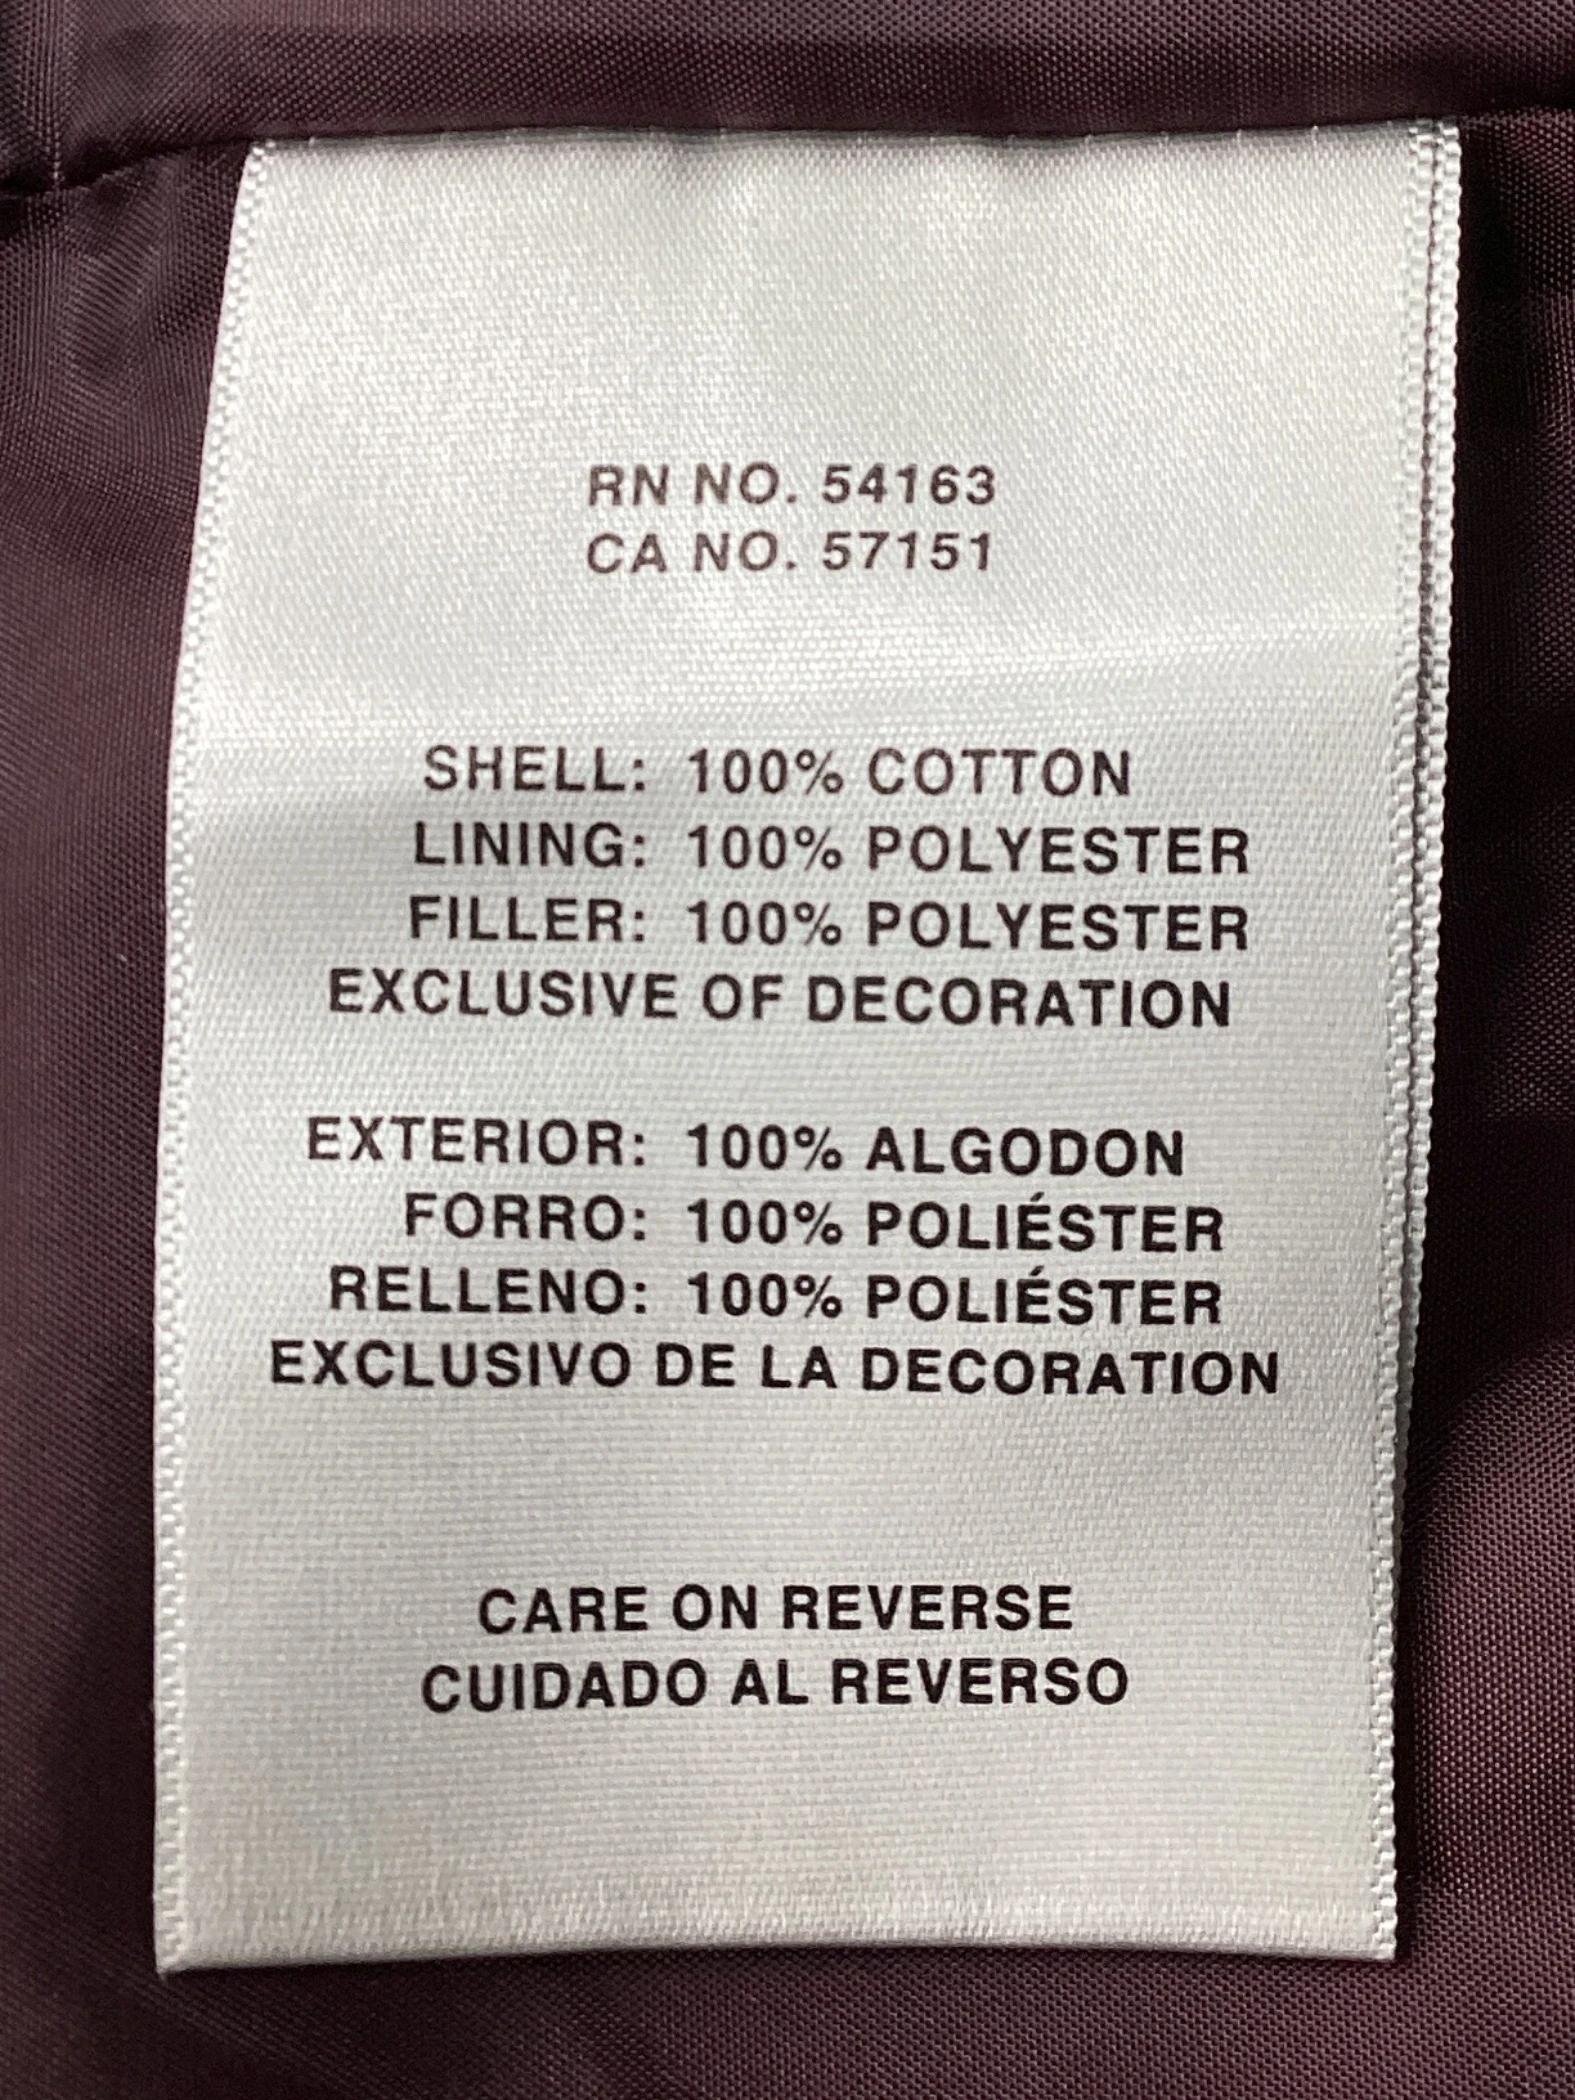 RN NO. 54163
CA NO. 57151
SHELL: 100% COTTON
LINING: 100% POLYESTER
FILLER: 100% POLYESTER
EXCLUSIVE OF DECORATION
EXTERIOR: 100% ALGODON
FORRO: 100% POLIÉSTER
RELLENO: 100% POLIÉSTER
EXCLUSIVO DE LA DECORATION
CARE ON REVERSE
CUIDADO AL REVERSO